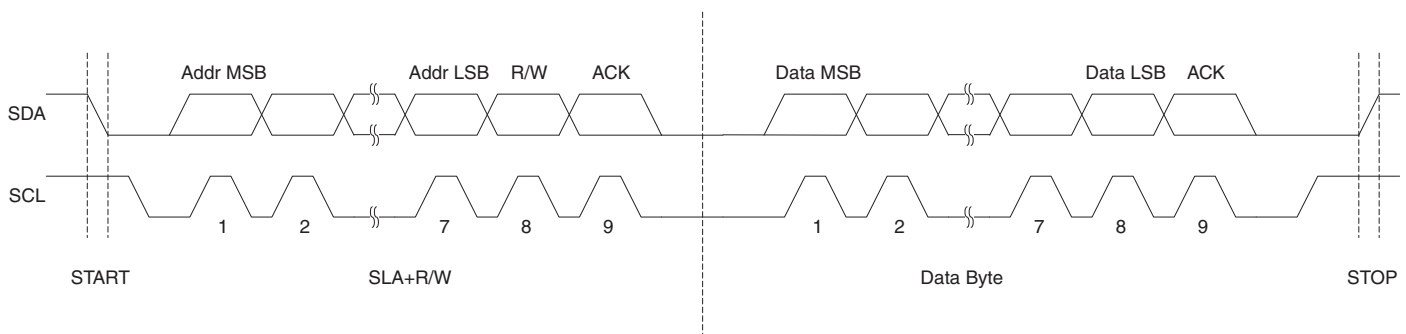 Addr MSB Addr LSB R/W ACK Data MSB Data LSB ACK
SDA
SCL
1 2 7 8 9 1 2 7 8 9
START SLA+R/W Data Byte STOP